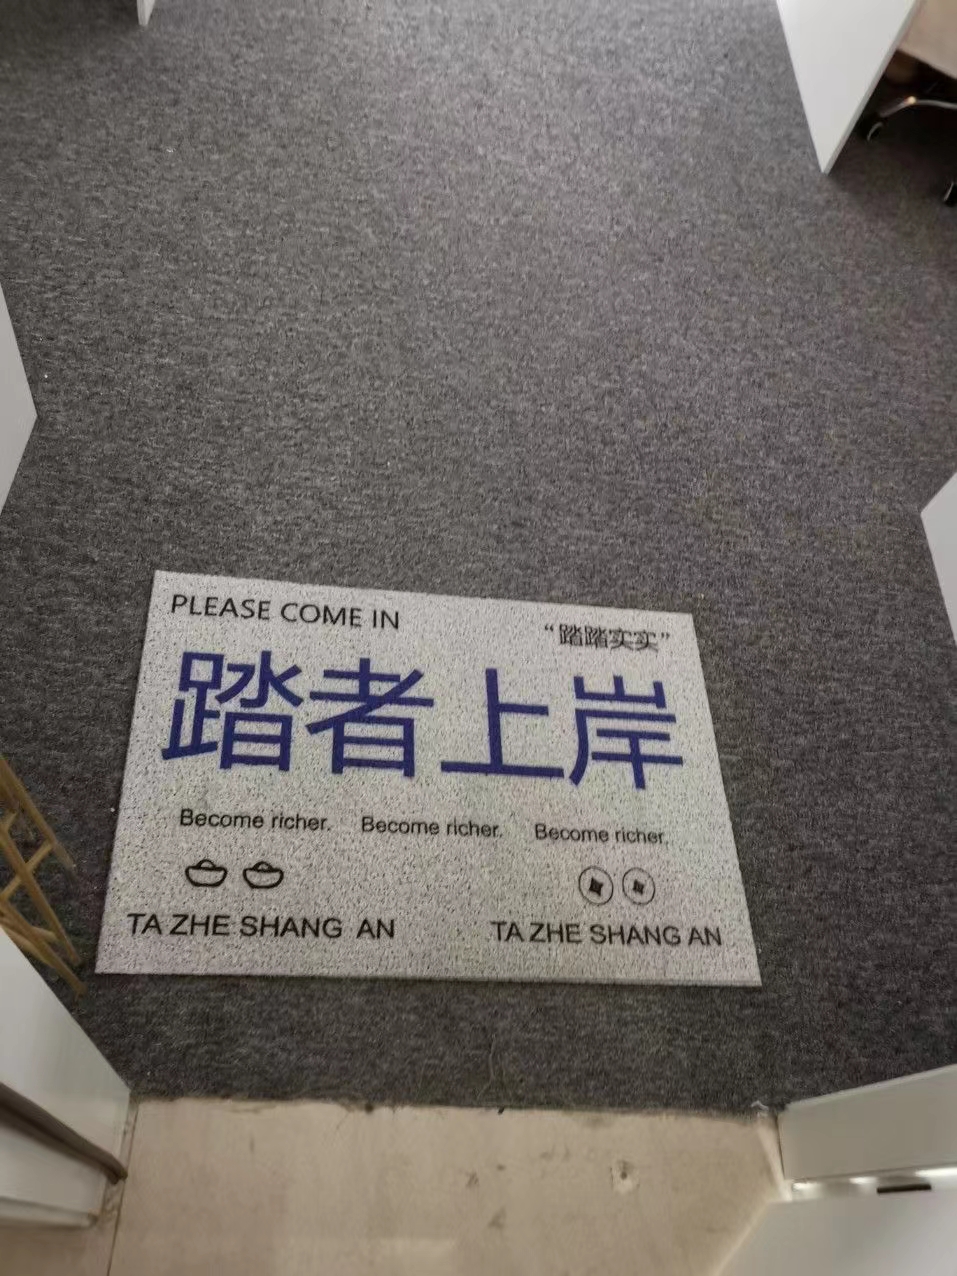 PLEASE COME IN
“踏踏实实”
踏者上岸
Become richer. Become richer. Become richer.
TA ZHE SHANG AN TA ZHE SHANG AN